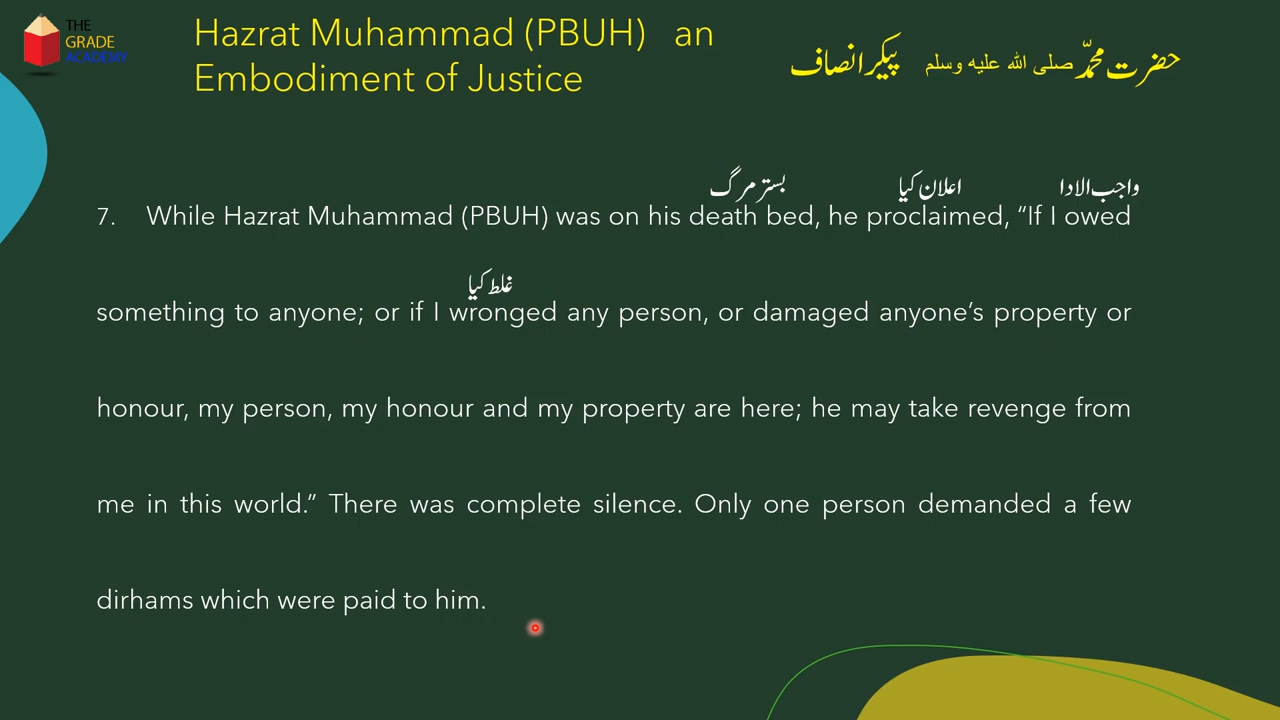 THE
GRADE
ACADEMY
Hazrat Muhammad (PBUH) an
Embodiment of Justice
حضرت محمدّ صلی اللہ علیہ وسلم پیکر انصاف
واجب الادا اعلان کیا بستر مرگ
7. While Hazrat Muhammad (PBUH) was on his death bed, he proclaimed, “If I owed
غلط کیا
something to anyone; or if I wronged any person, or damaged anyone’s property or
honour, my person, my honour and my property are here; he may take revenge from
me in this world.” There was complete silence. Only one person demanded a few
dirhams which were paid to him.